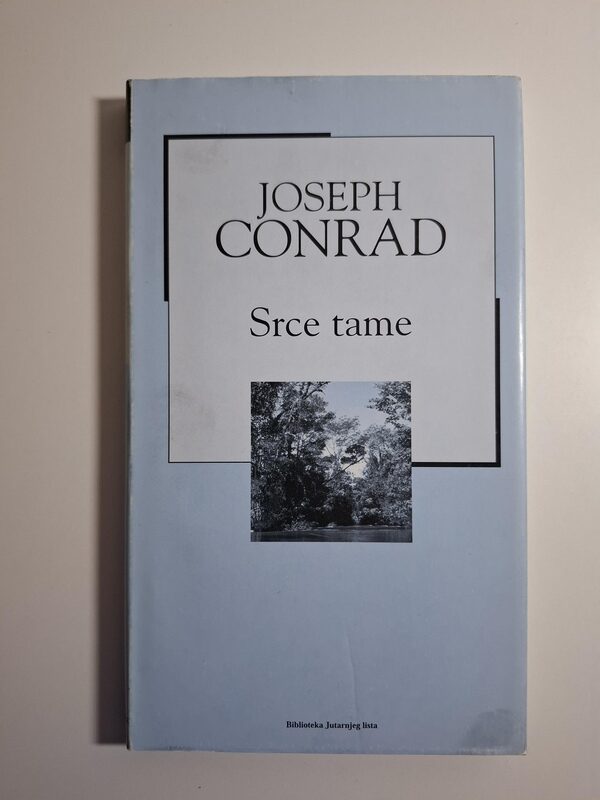 JOSEPH
CONRAD
Srce tame
Biblioteka Jutarnjeg lista